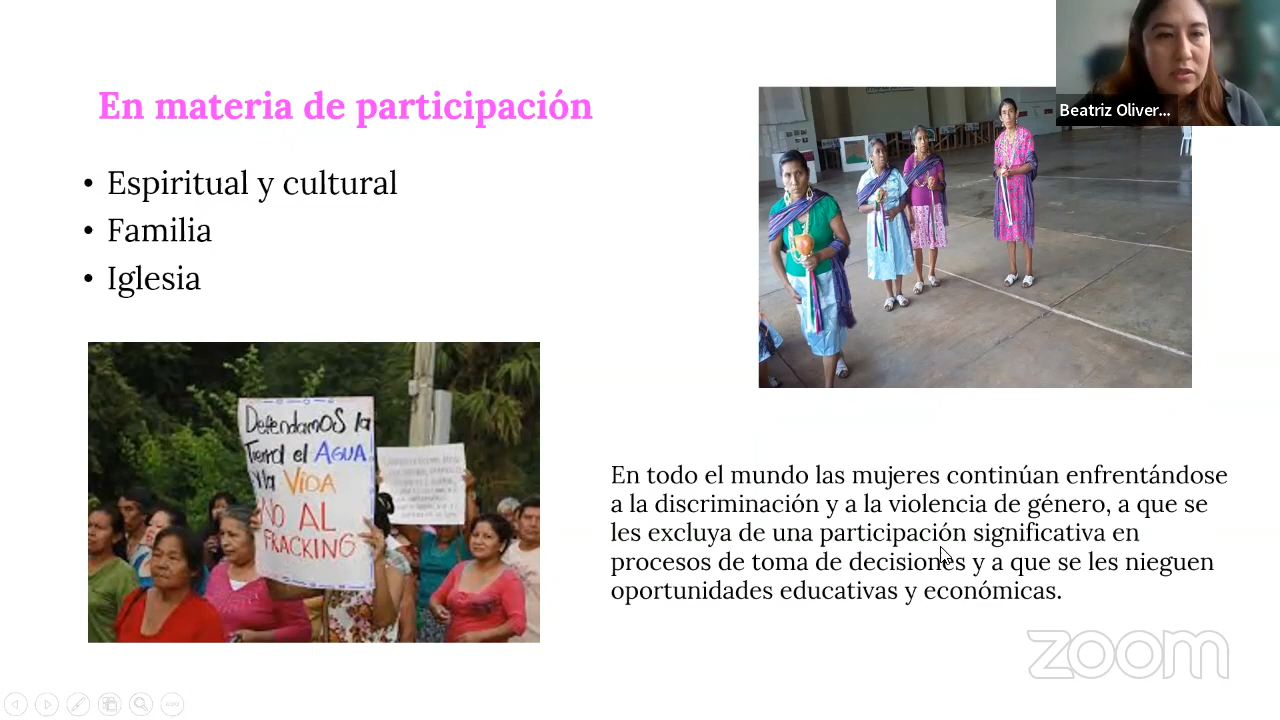 En materia de participación
• Espiritual y cultural
• Familia
• Iglesia
Beatriz Oliver...
Defendamos la
Tierra el AGUA
Y la VIDA
NO AL
FRACKING
En todo el mundo las mujeres continúan enfrentándose
a la discriminación y a la violencia de género, a que se
les excluya de una participación significativa en
procesos de toma de decisiones y a que se les nieguen
oportunidades educativas y económicas.
zoom